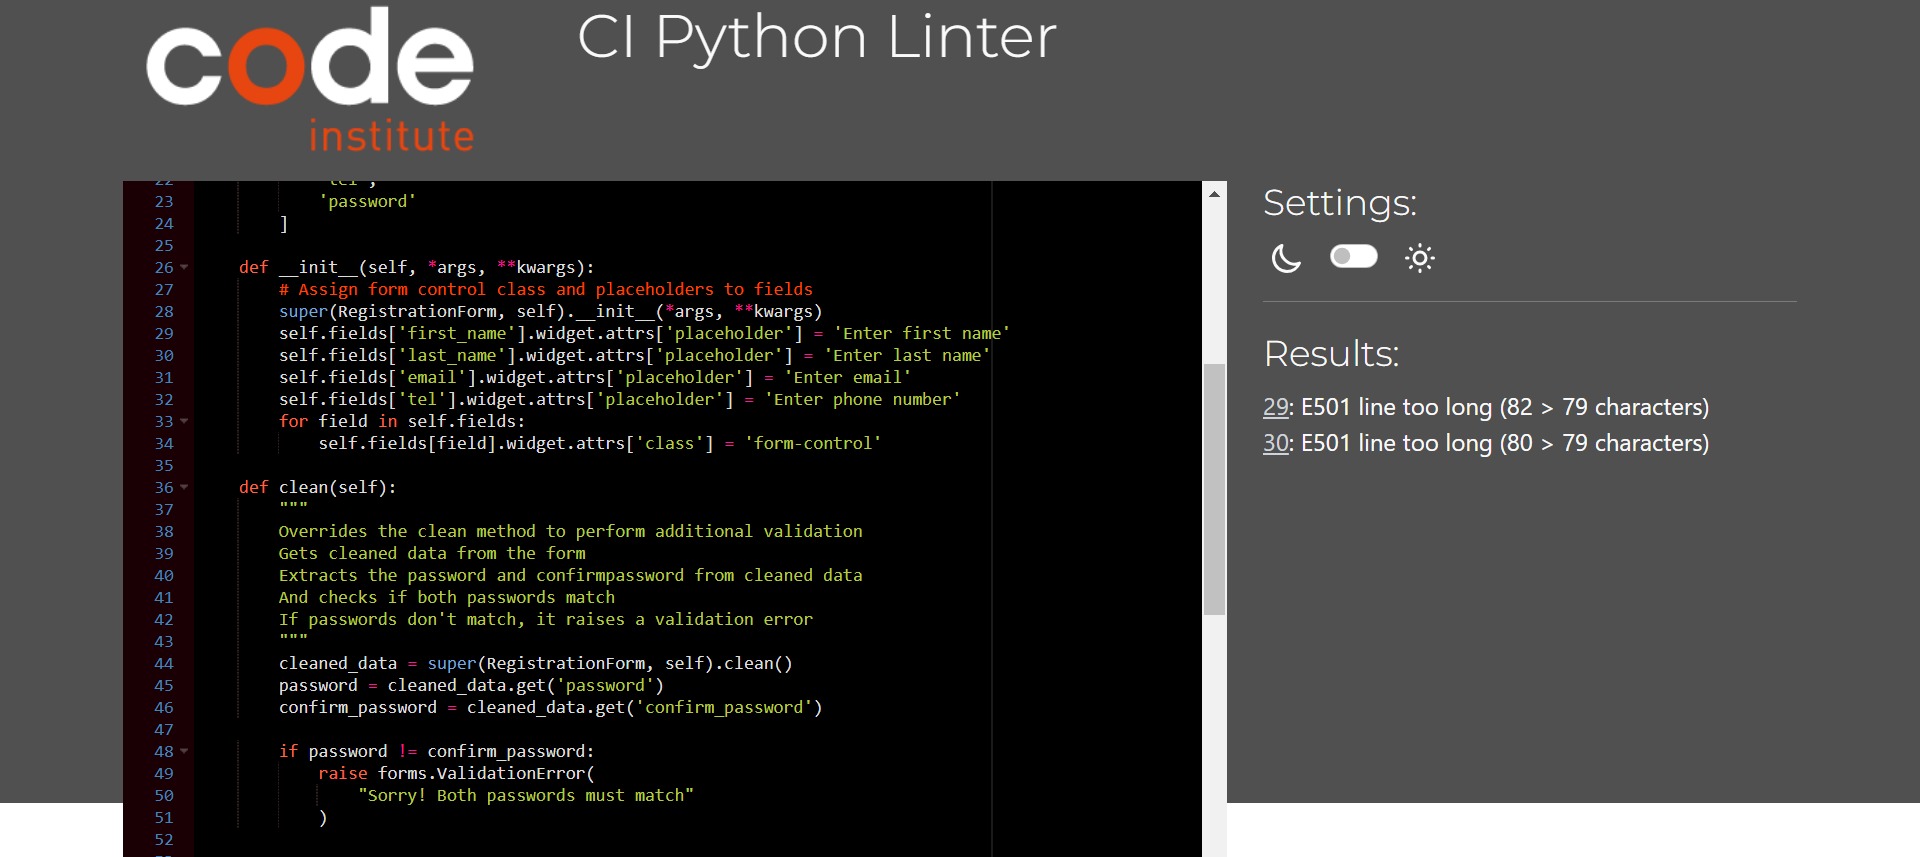 code
institute
CI Python Linter
22 'tel',
23 'password'
24 ]
25
26 def __init__(self, *args, **kwargs):
27 # Assign form control class and placeholders to fields
28 super(RegistrationForm, self).__init__(*args, **kwargs)
29 self.fields['first_name'].widget.attrs['placeholder'] = 'Enter first name'
30 self.fields['last_name'].widget.attrs['placeholder'] = 'Enter last name'
31 self.fields['email'].widget.attrs['placeholder'] = 'Enter email'
32 self.fields['tel'].widget.attrs['placeholder'] = 'Enter phone number'
33 for field in self.fields:
34 self.fields[field].widget.attrs['class'] = 'form-control'
35
36 def clean(self):
37 """
38 Overrides the clean method to perform additional validation
39 Gets cleaned data from the form
40 Extracts the password and confirmpassword from cleaned data
41 And checks if both passwords match
42 If passwords don't match, it raises a validation error
43 """
44 cleaned_data = super(RegistrationForm, self).clean()
45 password = cleaned_data.get('password')
46 confirm_password = cleaned_data.get('confirm_password')
47
48 if password != confirm_password:
49 raise forms.ValidationError(
50 "Sorry! Both passwords must match"
51 )
52
Settings:
Results:
29: E501 line too long (82 > 79 characters)
30: E501 line too long (80 > 79 characters)